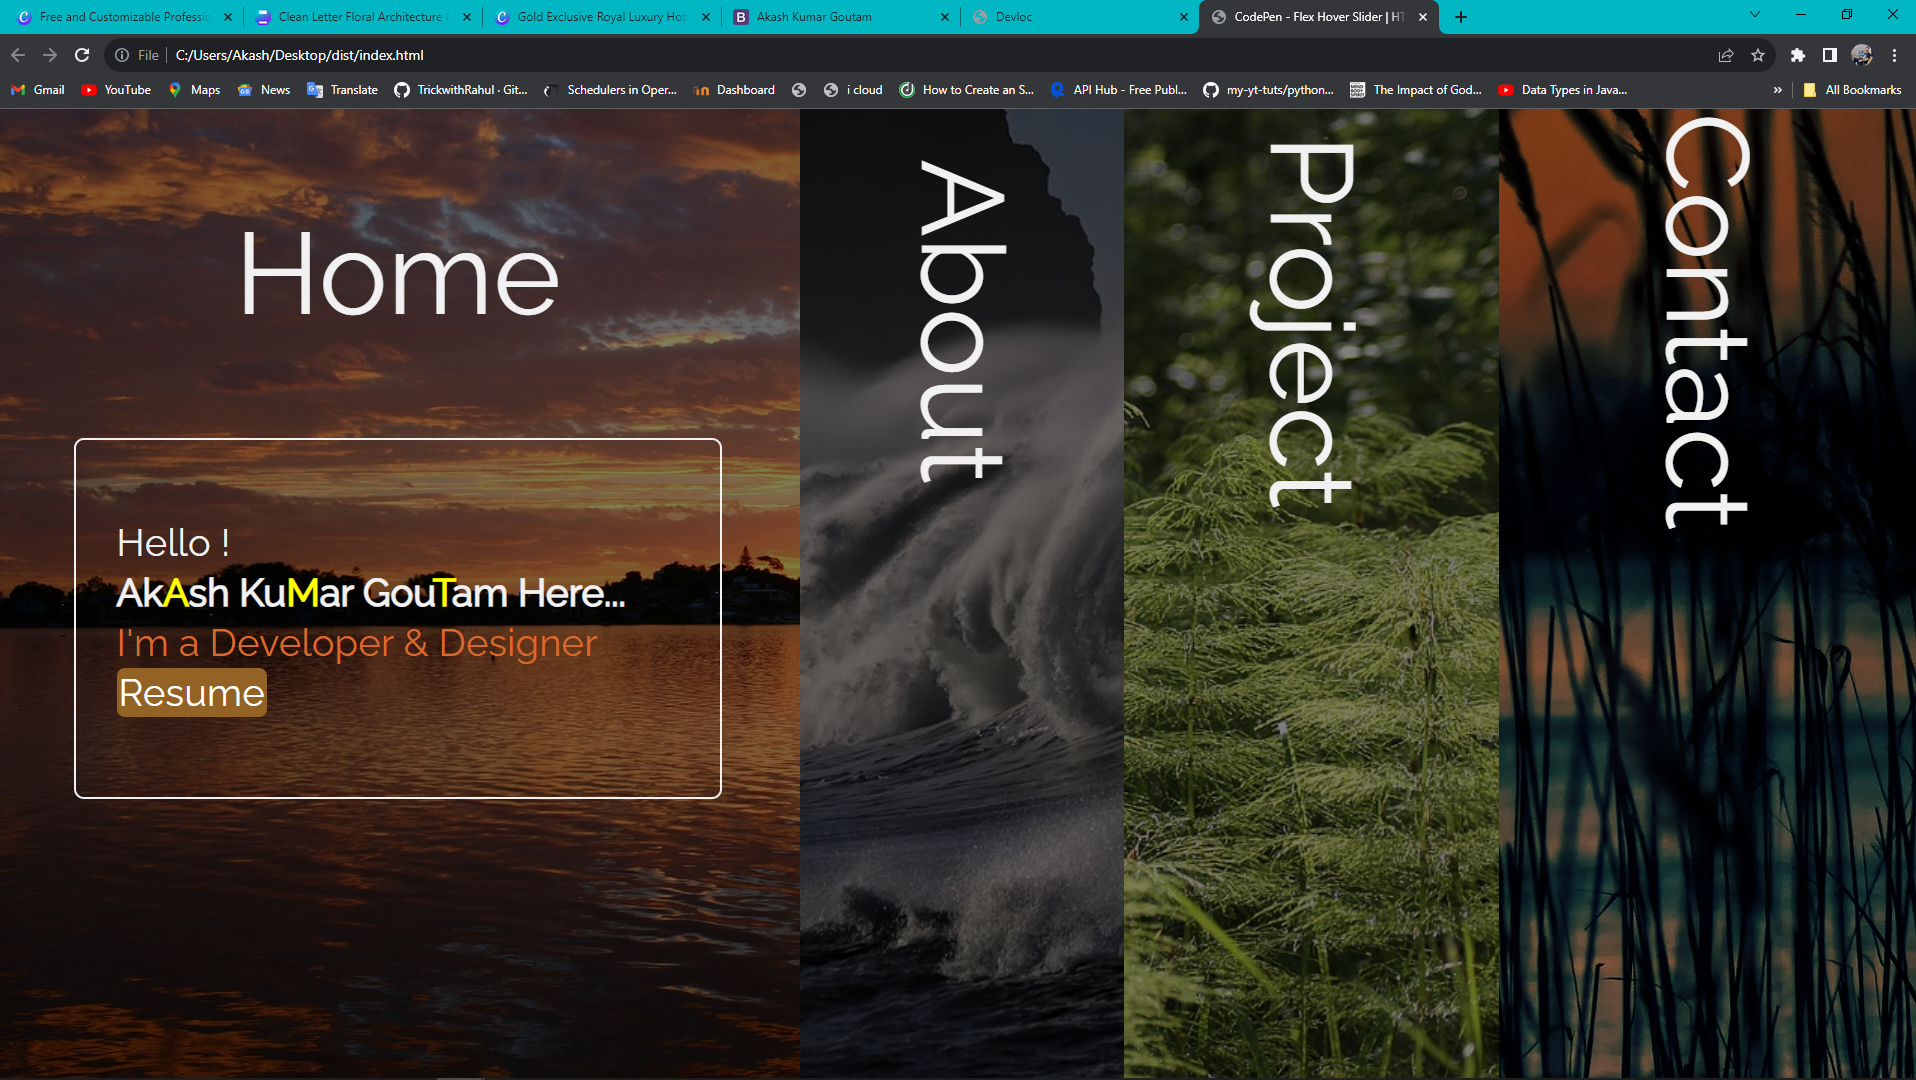 Free and Customizable Professio
Clean Letter Floral Architecture &
Gold Exclusive Royal Luxury Hot
Akash Kumar Goutam
Devloc
CodePen - Flex Hover Slider | HT
File
C:/Users/Akash/Desktop/dist/index.html
Gmail
YouTube
Maps
News
Translate
TrickwithRahul · Git...
Schedulers in Oper...
Dashboard
i cloud
How to Create an S...
API Hub - Free Publ...
my-yt-tuts/python...
The Impact of God...
Data Types in Java...
»
All Bookmarks
Home
Hello !
AkAsh KuMar GouTam Here...
I'm a Developer & Designer
Resume
About
Project
Contact